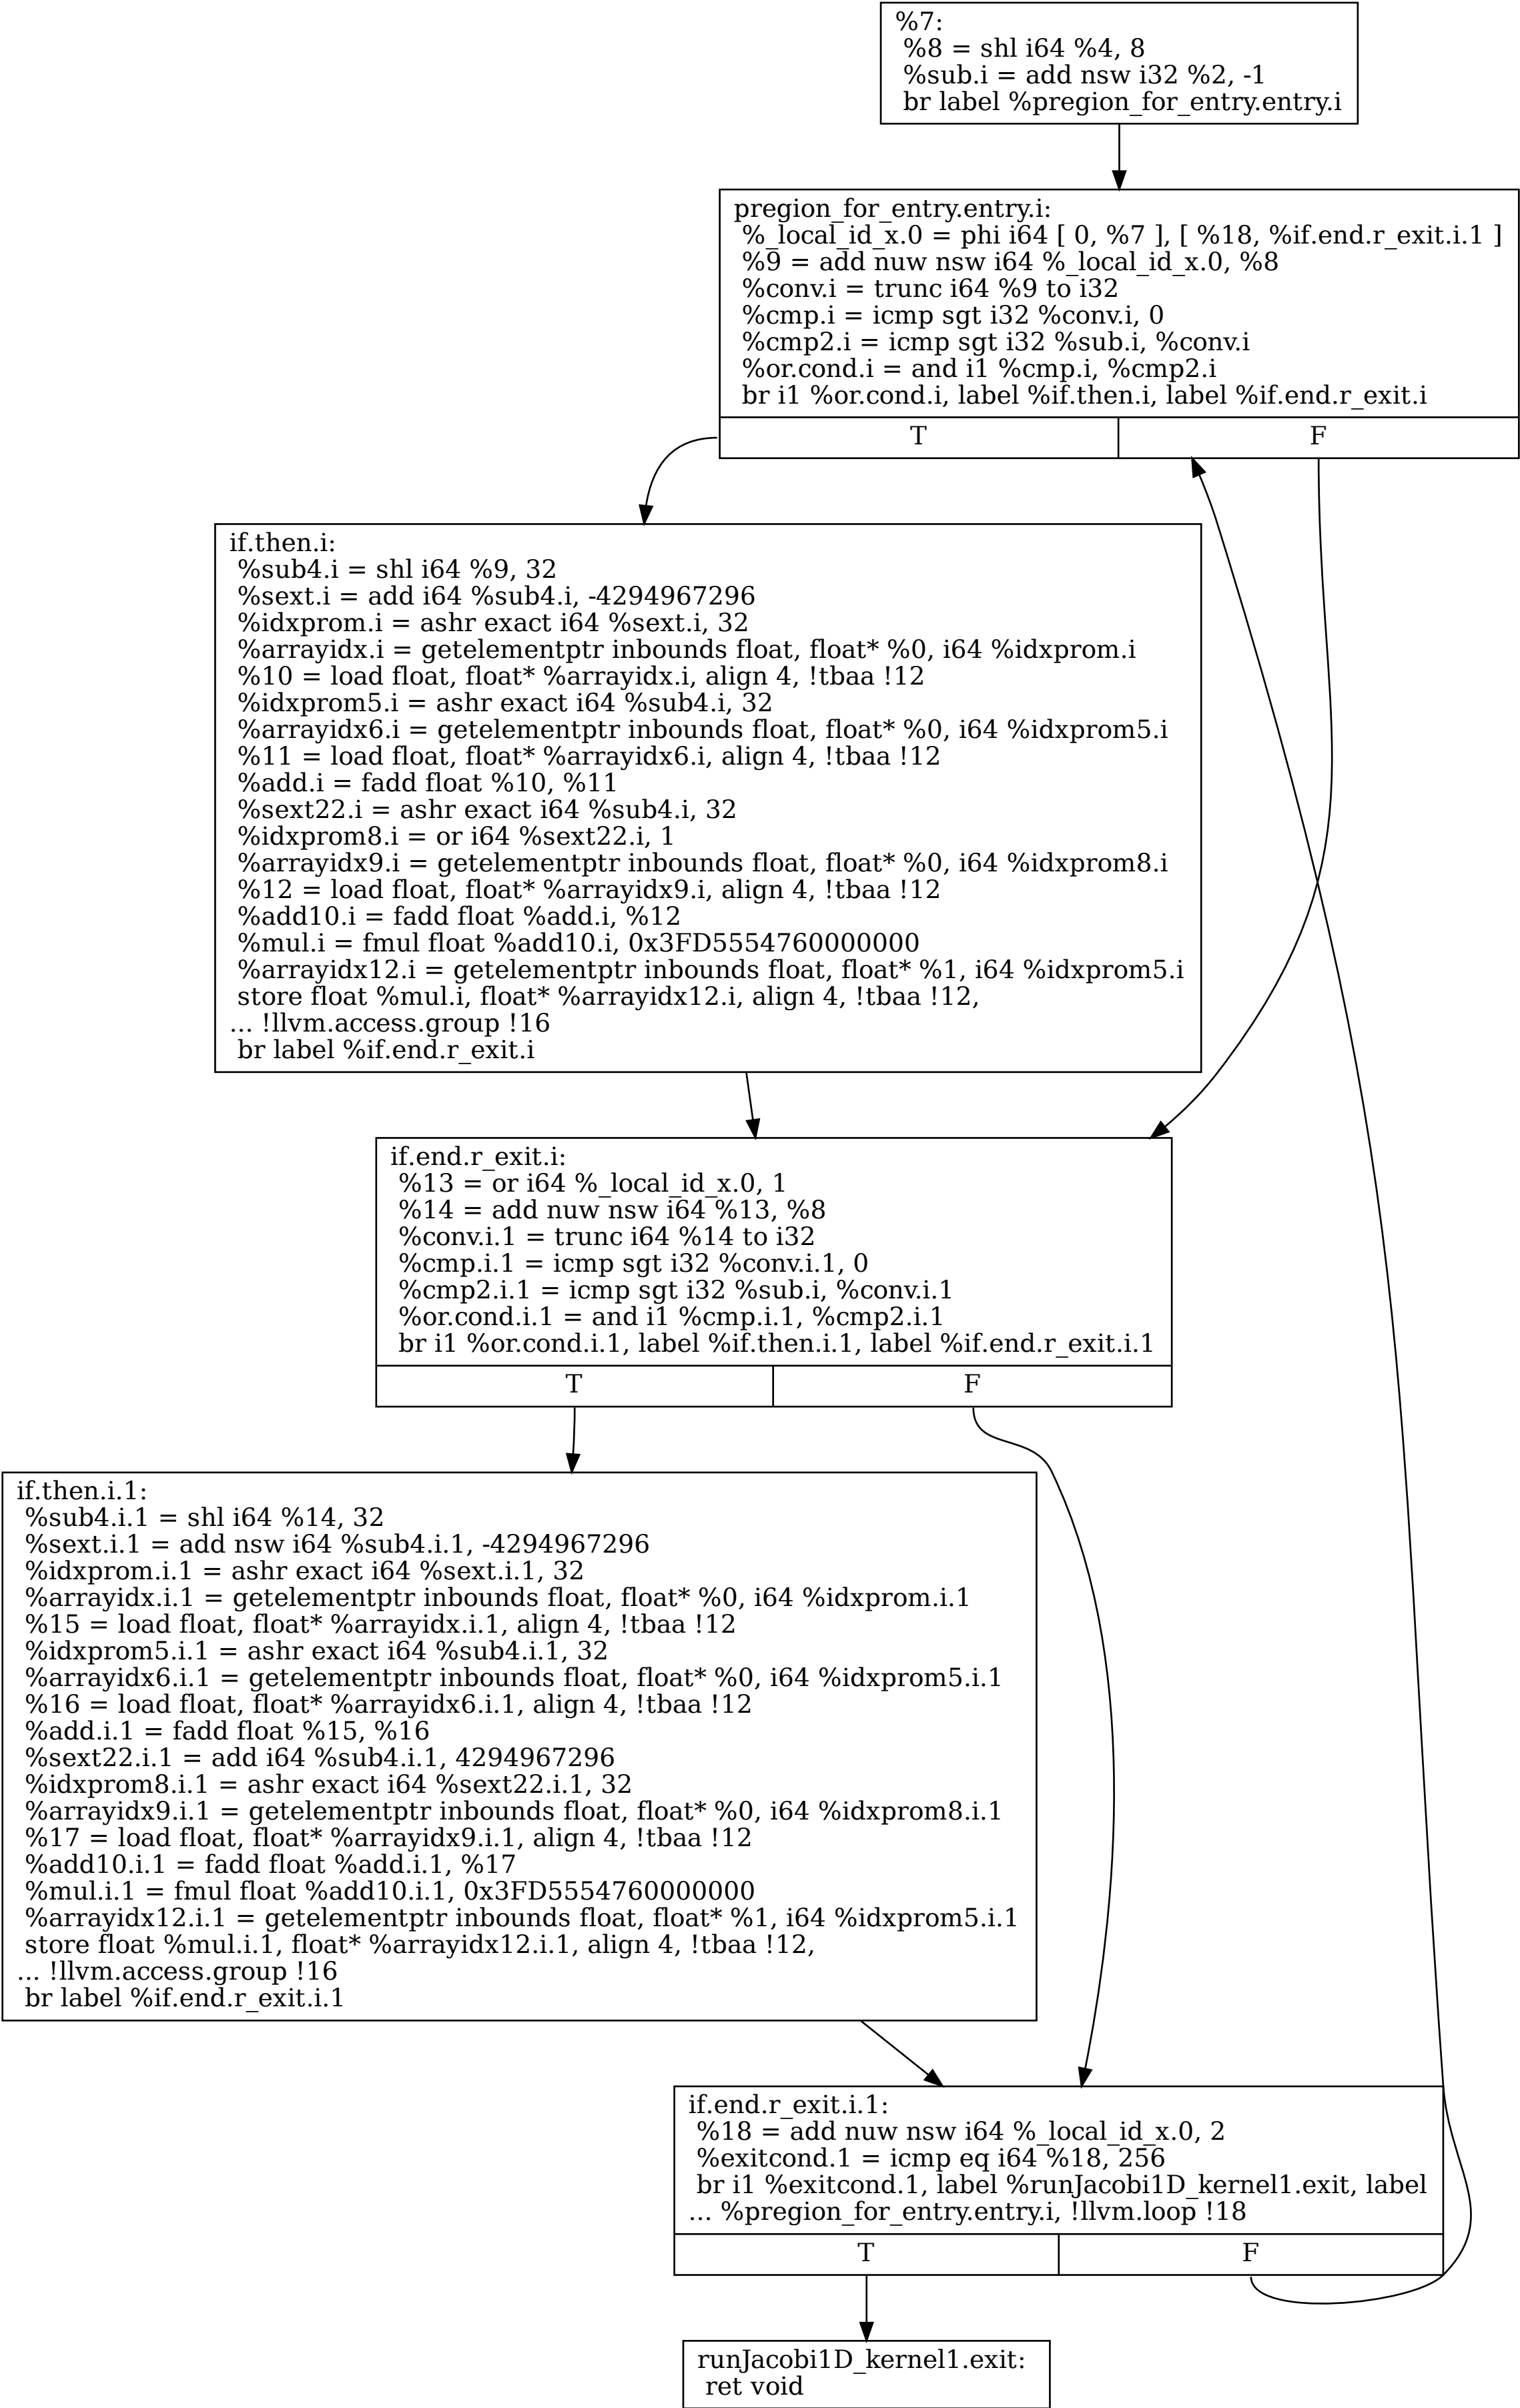 %7:
%8 = shl i64 %4, 8
%sub.i = add nsw i32 %2, -1
br label %pregion_for_entry.entry.i
pregion_for_entry.entry.i:
%_local_id_x.0 = phi i64 [ 0, %7 ], [ %18, %if.end.r_exit.i.1 ]
%9 = add nuw nsw i64 %_local_id_x.0, %8
%conv.i = trunc i64 %9 to i32
%cmp.i = icmp sgt i32 %conv.i, 0
%cmp2.i = icmp sgt i32 %sub.i, %conv.i
%or.cond.i = and i1 %cmp.i, %cmp2.i
br i1 %or.cond.i, label %if.then.i, label %if.end.r_exit.i
T F
if.then.i:
%sub4.i = shl i64 %9, 32
%sext.i = add i64 %sub4.i, -4294967296
%idxprom.i = ashr exact i64 %sext.i, 32
%arrayidx.i = getelementptr inbounds float, float* %0, i64 %idxprom.i
%10 = load float, float* %arrayidx.i, align 4, !tbaa !12
%idxprom5.i = ashr exact i64 %sub4.i, 32
%arrayidx6.i = getelementptr inbounds float, float* %0, i64 %idxprom5.i
%11 = load float, float* %arrayidx6.i, align 4, !tbaa !12
%add.i = fadd float %10, %11
%sext22.i = ashr exact i64 %sub4.i, 32
%idxprom8.i = or i64 %sext22.i, 1
%arrayidx9.i = getelementptr inbounds float, float* %0, i64 %idxprom8.i
%12 = load float, float* %arrayidx9.i, align 4, !tbaa !12
%add10.i = fadd float %add.i, %12
%mul.i = fmul float %add10.i, 0x3FD5554760000000
%arrayidx12.i = getelementptr inbounds float, float* %1, i64 %idxprom5.i
store float %mul.i, float* %arrayidx12.i, align 4, !tbaa !12,
... !llvm.access.group !16
br label %if.end.r_exit.i
if.end.r_exit.i:
%13 = or i64 %_local_id_x.0, 1
%14 = add nuw nsw i64 %13, %8
%conv.i.1 = trunc i64 %14 to i32
%cmp.i.1 = icmp sgt i32 %conv.i.1, 0
%cmp2.i.1 = icmp sgt i32 %sub.i, %conv.i.1
%or.cond.i.1 = and i1 %cmp.i.1, %cmp2.i.1
br i1 %or.cond.i.1, label %if.then.i.1, label %if.end.r_exit.i.1
T F
if.then.i.1:
%sub4.i.1 = shl i64 %14, 32
%sext.i.1 = add nsw i64 %sub4.i.1, -4294967296
%idxprom.i.1 = ashr exact i64 %sext.i.1, 32
%arrayidx.i.1 = getelementptr inbounds float, float* %0, i64 %idxprom.i.1
%15 = load float, float* %arrayidx.i.1, align 4, !tbaa !12
%idxprom5.i.1 = ashr exact i64 %sub4.i.1, 32
%arrayidx6.i.1 = getelementptr inbounds float, float* %0, i64 %idxprom5.i.1
%16 = load float, float* %arrayidx6.i.1, align 4, !tbaa !12
%add.i.1 = fadd float %15, %16
%sext22.i.1 = add i64 %sub4.i.1, 4294967296
%idxprom8.i.1 = ashr exact i64 %sext22.i.1, 32
%arrayidx9.i.1 = getelementptr inbounds float, float* %0, i64 %idxprom8.i.1
%17 = load float, float* %arrayidx9.i.1, align 4, !tbaa !12
%add10.i.1 = fadd float %add.i.1, %17
%mul.i.1 = fmul float %add10.i.1, 0x3FD5554760000000
%arrayidx12.i.1 = getelementptr inbounds float, float* %1, i64 %idxprom5.i.1
store float %mul.i.1, float* %arrayidx12.i.1, align 4, !tbaa !12,
... !llvm.access.group !16
br label %if.end.r_exit.i.1
if.end.r_exit.i.1:
%18 = add nuw nsw i64 %_local_id_x.0, 2
%exitcond.1 = icmp eq i64 %18, 256
br i1 %exitcond.1, label %runJacobi1D_kernel1.exit, label
... %pregion_for_entry.entry.i, !llvm.loop !18
T F
runJacobi1D_kernel1.exit:
ret void